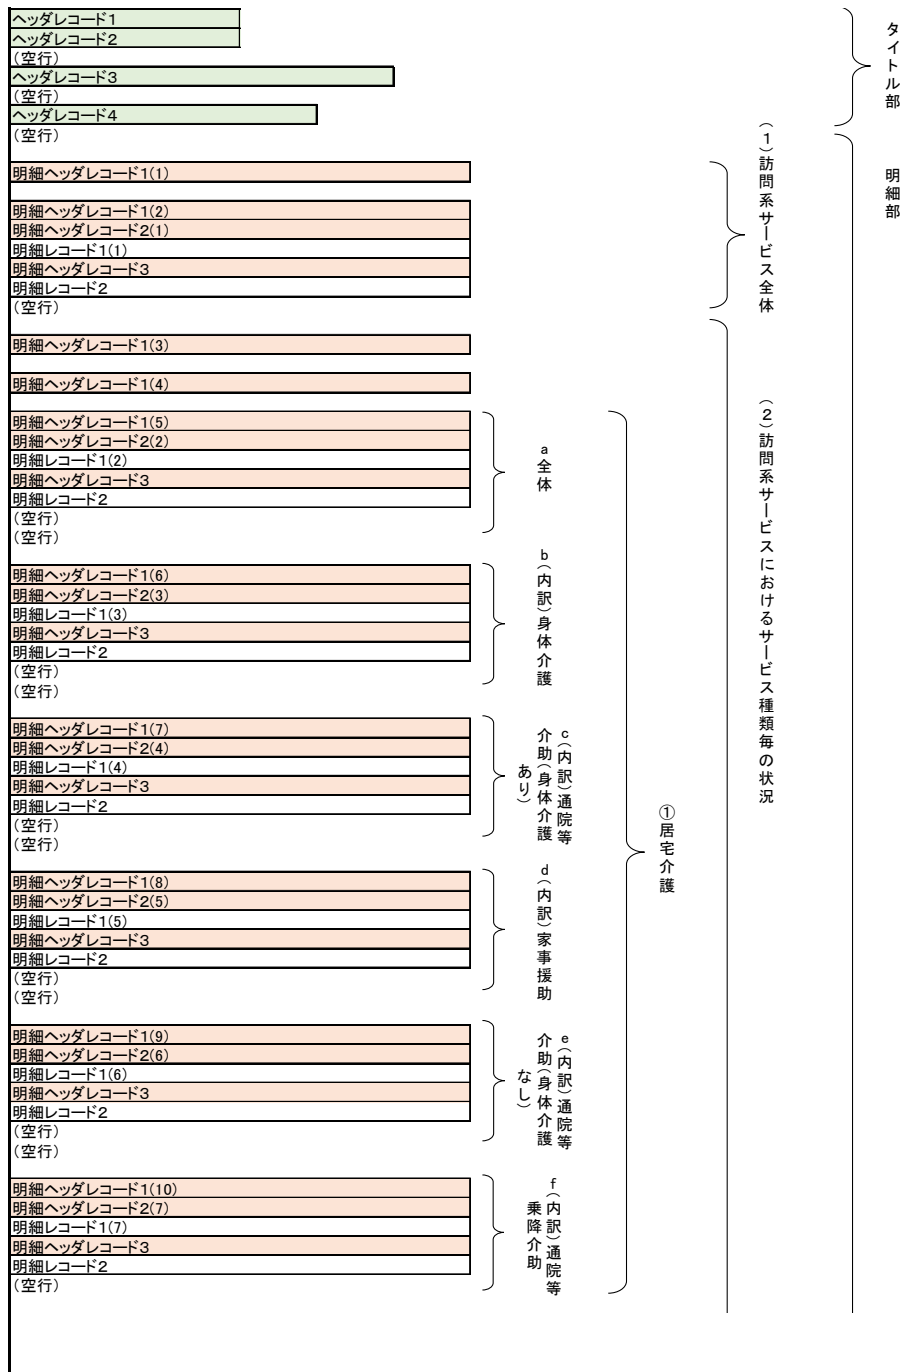 ヘッダレコード1
ヘッダレコード2
(空行)
ヘッダレコード3
(空行)
ヘッダレコード4
(空行)
タイトル部
明細部
明細ヘッダレコード1(1)
明細ヘッダレコード1(2)
明細ヘッダレコード2(1)
明細レコード1(1)
明細ヘッダレコード3
明細レコード2
(空行)
(1)訪問系サービス全体
明細ヘッダレコード1(3)
明細ヘッダレコード1(4)
(2)訪問系サービスにおけるサービス種類毎の状況
①居宅介護
明細ヘッダレコード1(5)
明細ヘッダレコード2(2)
明細レコード1(2)
明細ヘッダレコード3
明細レコード2
(空行)
(空行)
a全体
明細ヘッダレコード1(6)
明細ヘッダレコード2(3)
明細レコード1(3)
明細ヘッダレコード3
明細レコード2
(空行)
(空行)
b(内訳)身体介護
明細ヘッダレコード1(7)
明細ヘッダレコード2(4)
明細レコード1(4)
明細ヘッダレコード3
明細レコード2
(空行)
(空行)
c(内訳)通院等
介助(身体介護
あり)
明細ヘッダレコード1(8)
明細ヘッダレコード2(5)
明細レコード1(5)
明細ヘッダレコード3
明細レコード2
(空行)
(空行)
d(内訳)家事援助
明細ヘッダレコード1(9)
明細ヘッダレコード2(6)
明細レコード1(6)
明細ヘッダレコード3
明細レコード2
(空行)
(空行)
e(内訳)通院等
介助(身体介護
なし)
明細ヘッダレコード1(10)
明細ヘッダレコード2(7)
明細レコード1(7)
明細ヘッダレコード3
明細レコード2
(空行)
f(内訳)通院等
乗降介助